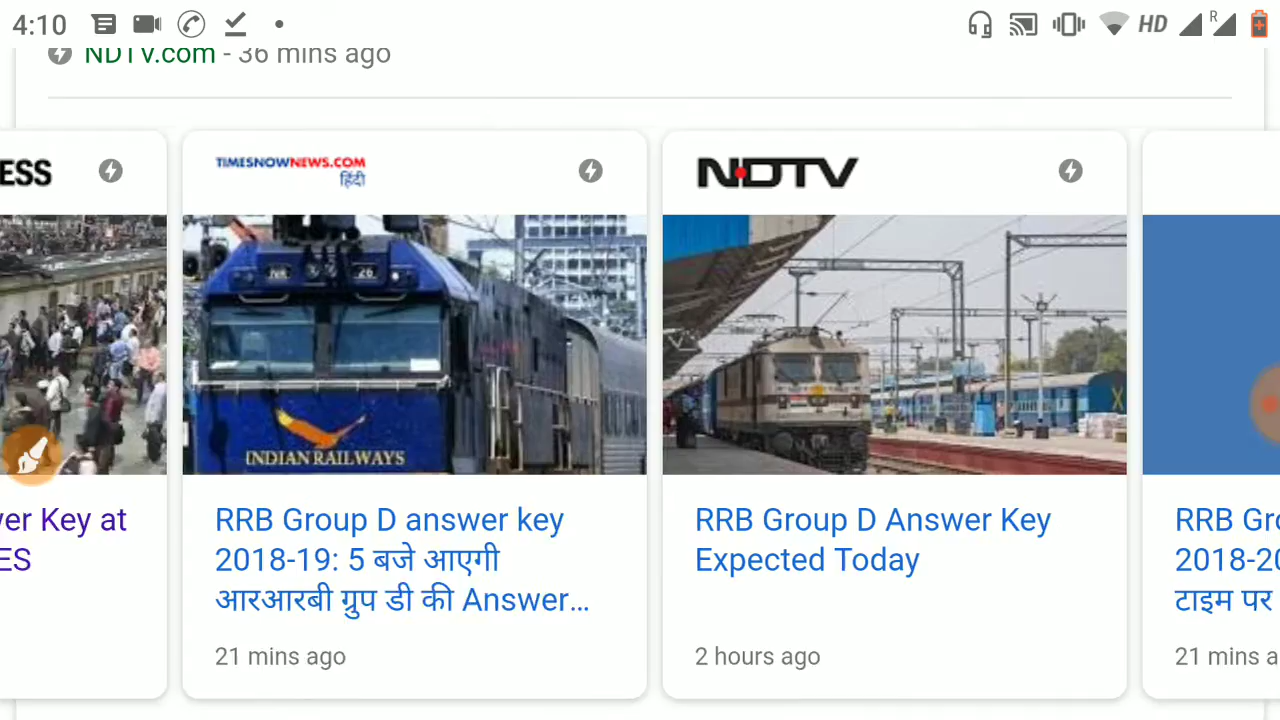 4:10
HD
R
NDTV.com - 36 mins ago
ESS
TIMESNOWNEWS.COM
हिंदी
NDTV
26
INDIAN RAILWAYS
er Key at
ES
RRB Group D answer key
2018-19: 5 बजे आएगी
आरआरबी ग्रुप डी की Answer...
21 mins ago
RRB Group D Answer Key
Expected Today
2 hours ago
RRB Gr
2018-2
टाइम पर
21 mins a